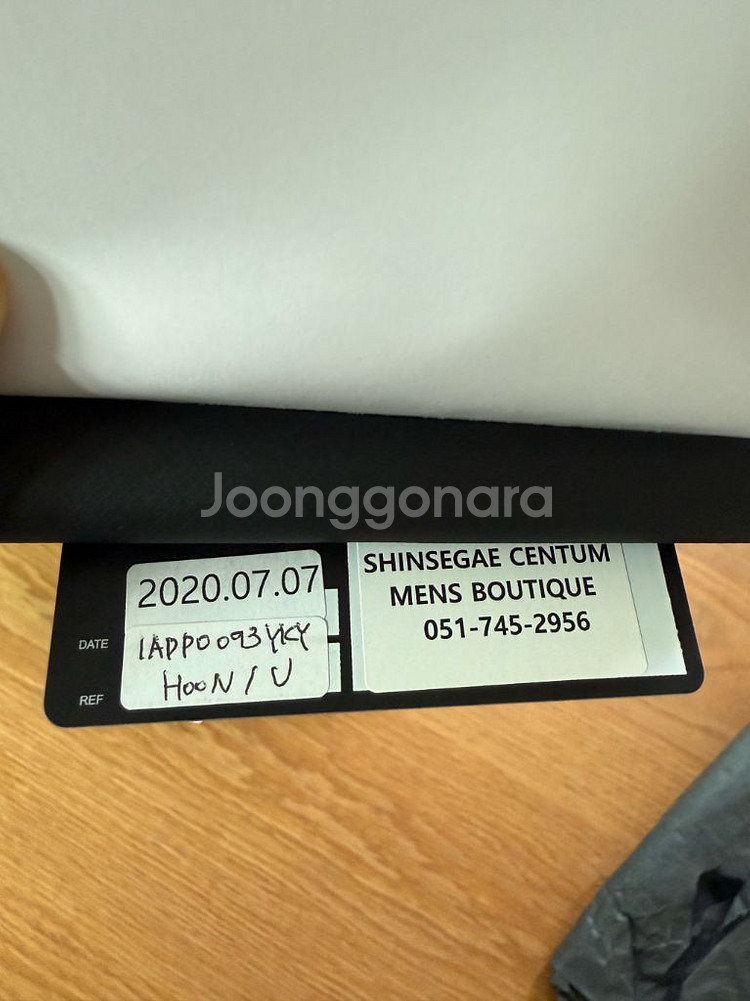 Joonggonara
2020.07.07
DATE
1APP0093YKY
HOON/U
REF
SHINSEGAE CENTUM
MENS BOUTIQUE
051-745-2956